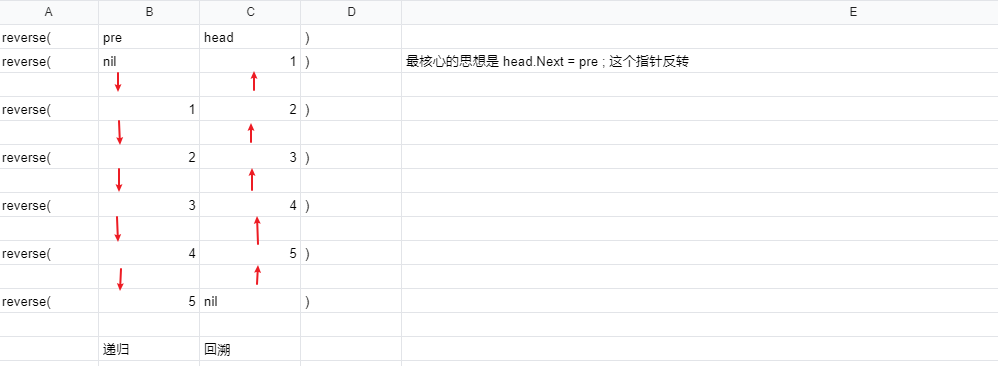 A B C D E
reverse( pre head )
reverse( nil 1 ) 最核心的思想是 head.Next = pre ; 这个指针反转
reverse( 1 2 )
reverse( 2 3 )
reverse( 3 4 )
reverse( 4 5 )
reverse( 5 nil )
递归 回溯